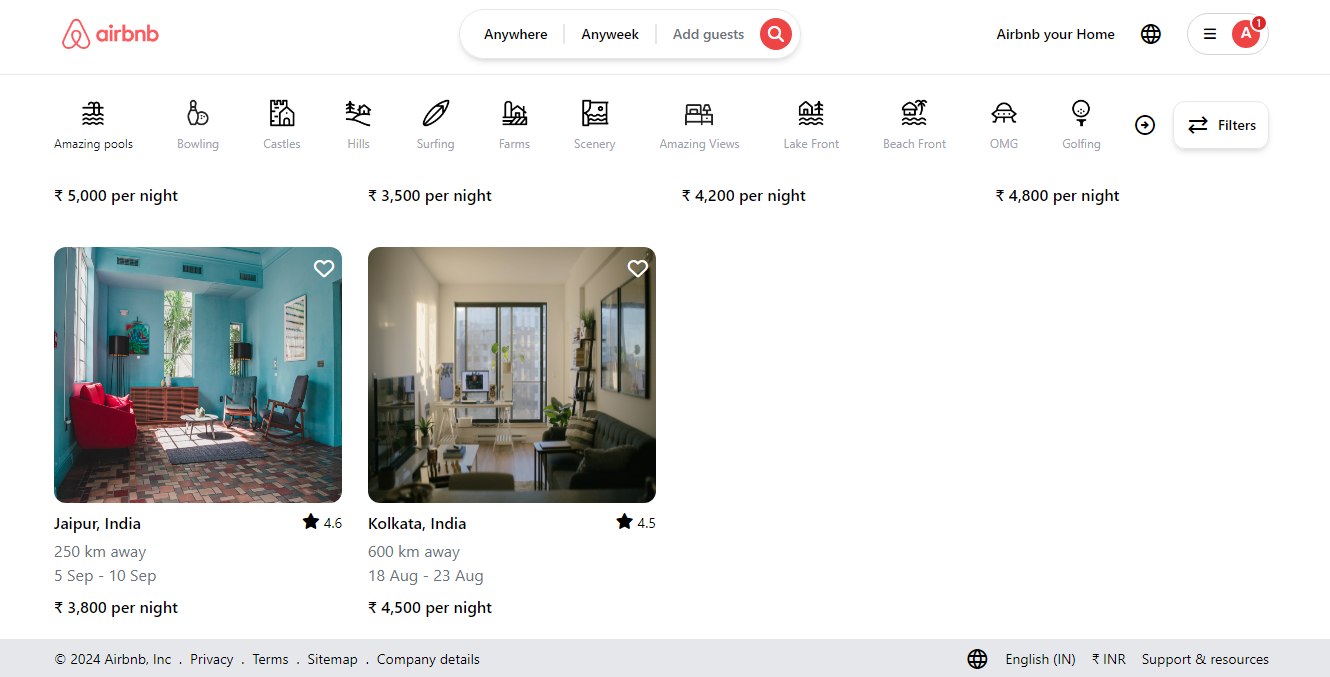 airbnb
Anywhere
Anyweek
Add guests
Airbnb your Home
A
1
Amazing pools
Bowling
Castles
Hills
Surfing
Farms
Scenery
Amazing Views
Lake Front
Beach Front
OMG
Golfing
Filters
₹ 5,000 per night
₹ 3,500 per night
₹ 4,200 per night
₹ 4,800 per night
Jaipur, India
4.6
250 km away
5 Sep - 10 Sep
₹ 3,800 per night
Kolkata, India
4.5
600 km away
18 Aug - 23 Aug
₹ 4,500 per night
© 2024 Airbnb, Inc . Privacy . Terms . Sitemap . Company details
English (IN)
₹ INR
Support & resources